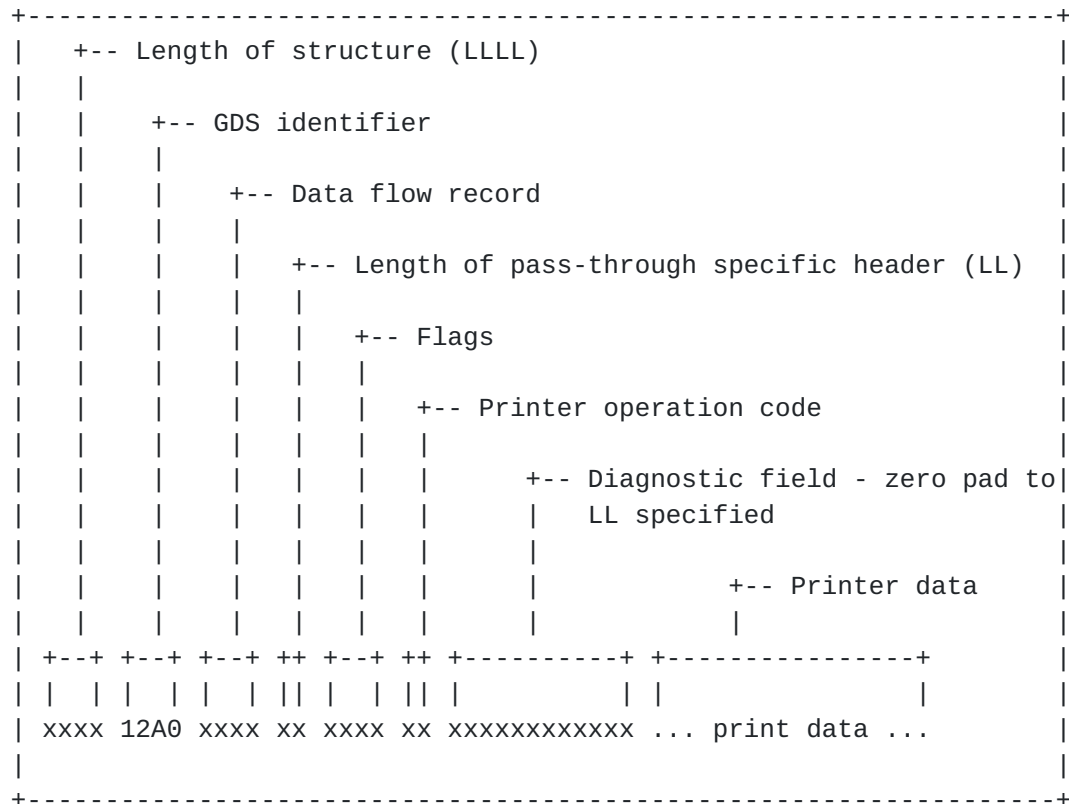 +-- Length of structure (LLLL)
+-- GDS identifier
+-- Data flow record
+-- Length of pass-through specific header (LL)
+-- Flags
+-- Printer operation code
+-- Diagnostic field - zero pad to
LL specified
+-- Printer data
xxxx 12A0 xxxx xx xxxx xx xxxxxxxxxxxx ... print data ...